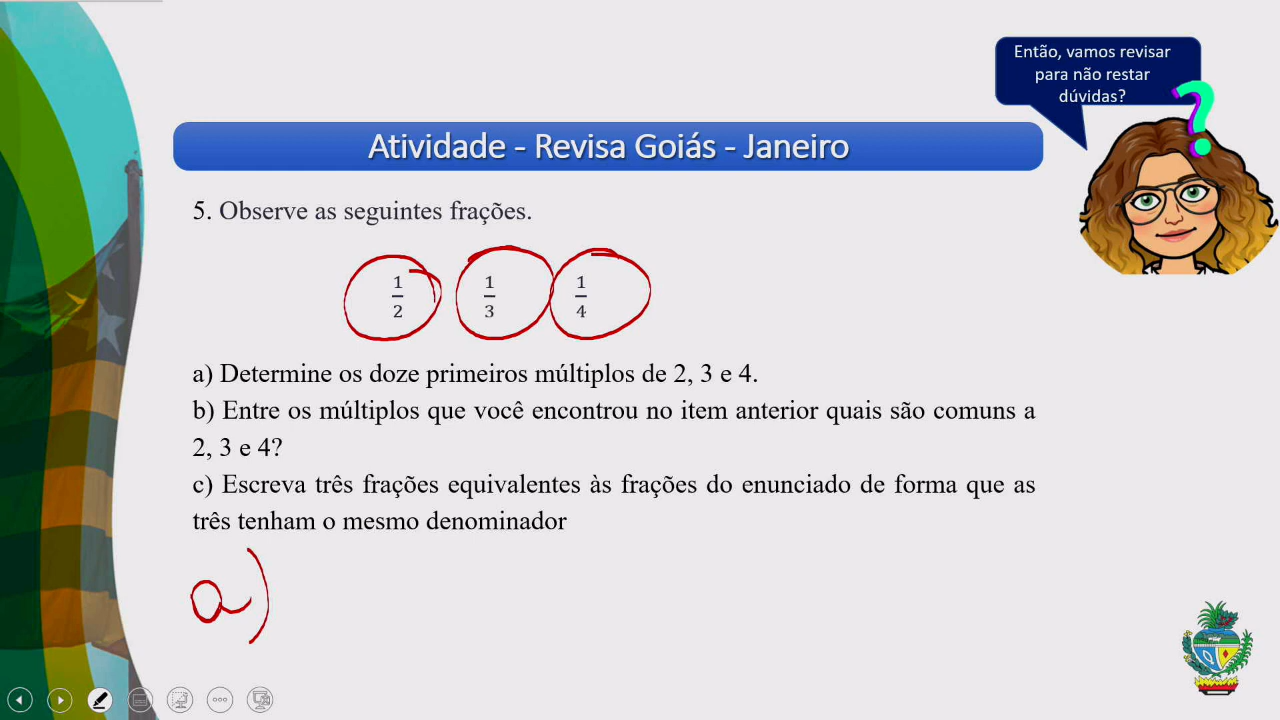 Então, vamos revisar
para não restar
dúvidas?
Atividade - Revisa Goiás - Janeiro
5. Observe as seguintes frações.
1/2 1/3 1/4
a) Determine os doze primeiros múltiplos de 2, 3 e 4.
b) Entre os múltiplos que você encontrou no item anterior quais são comuns a
2, 3 e 4?
c) Escreva três frações equivalentes às frações do enunciado de forma que as
três tenham o mesmo denominador
a)